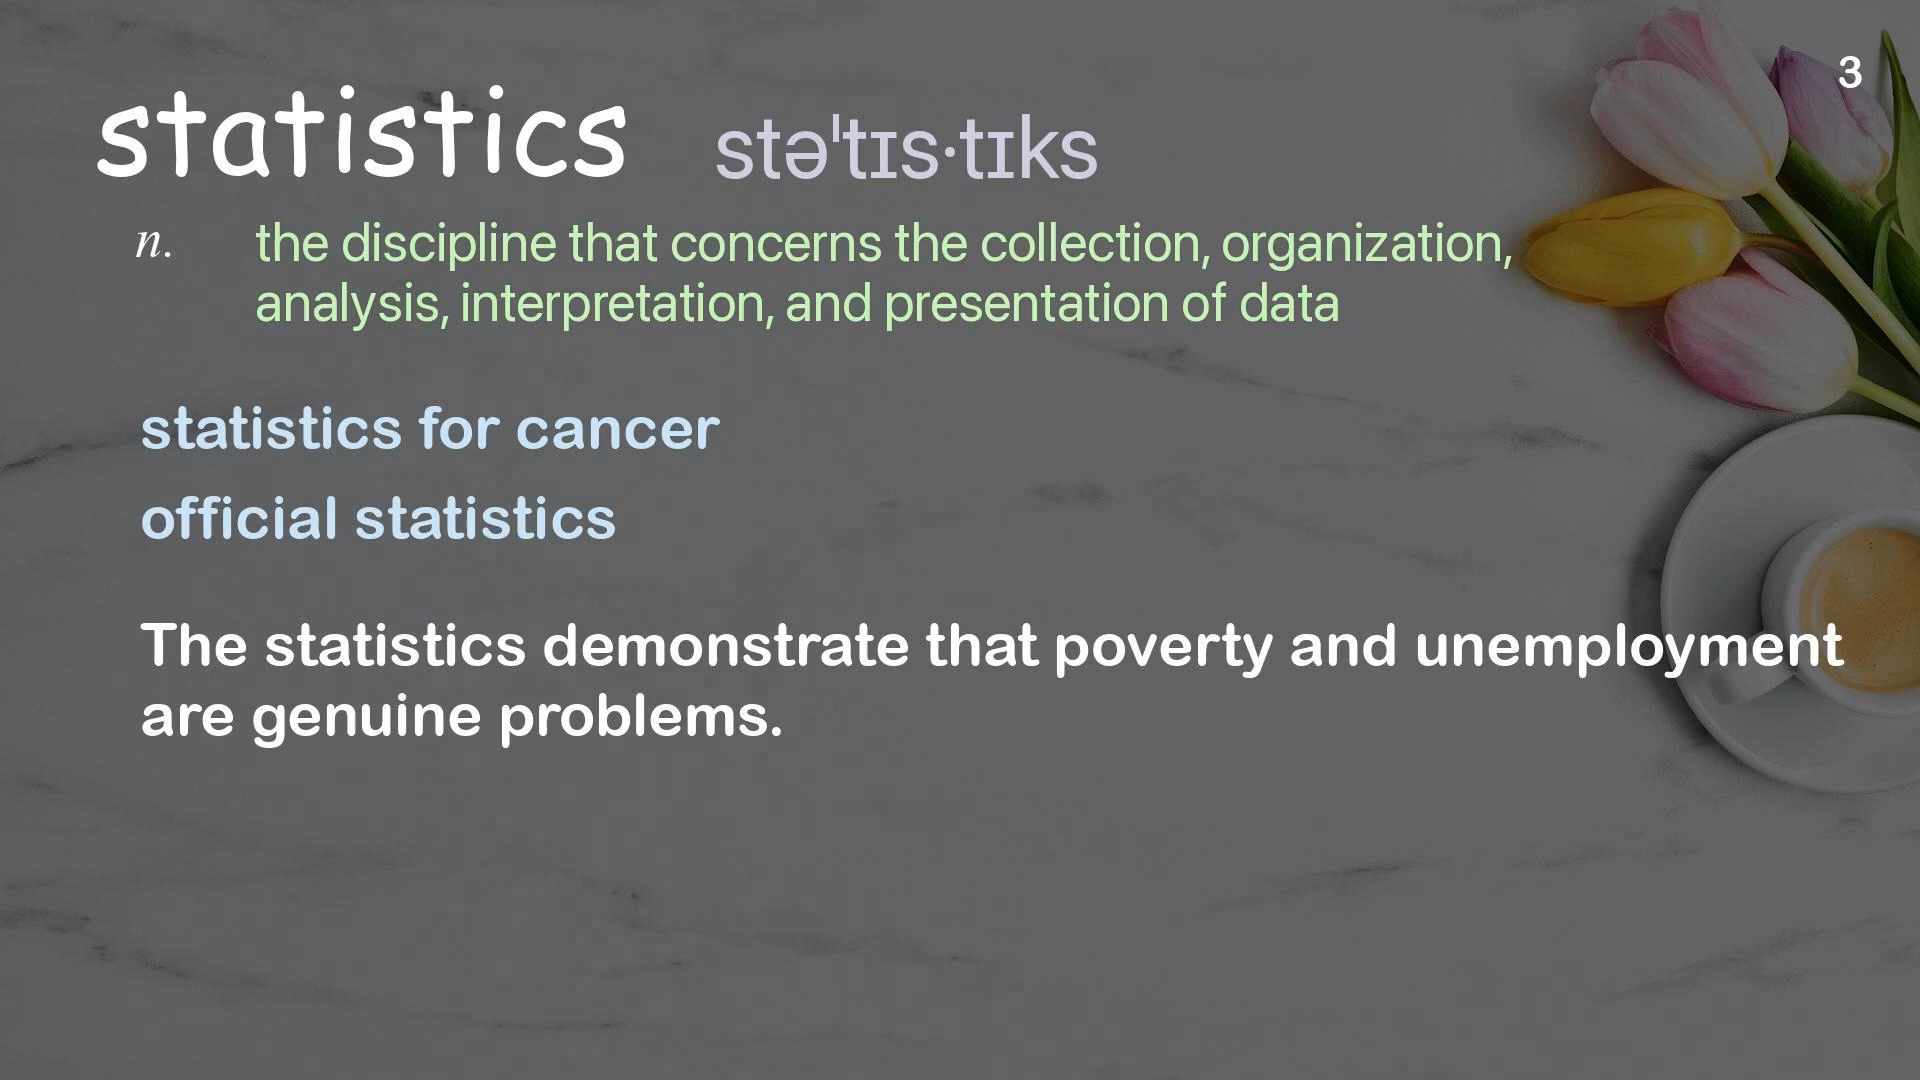 3
statistics stəˈtɪs·tɪks
n. the discipline that concerns the collection, organization,
analysis, interpretation, and presentation of data
statistics for cancer
official statistics
The statistics demonstrate that poverty and unemployment
are genuine problems.